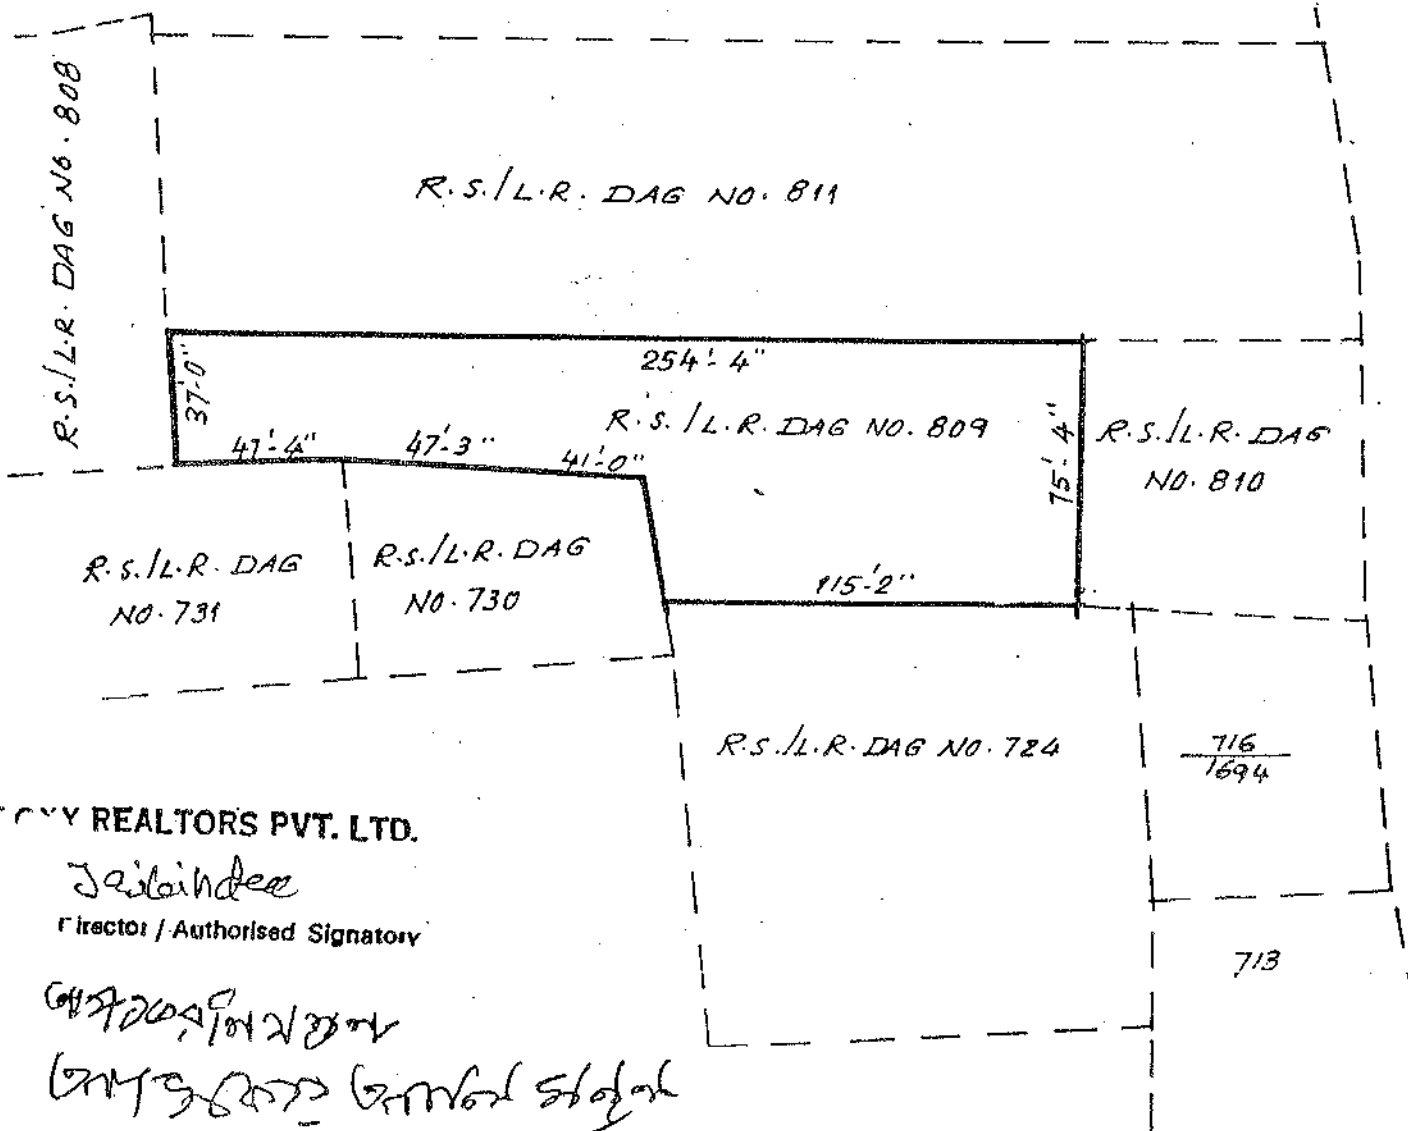 R.S./L.R. DAG NO. 808
R.S./L.R. DAG NO. 811
254'-4"
37'-0"
R.S./L.R. DAG NO. 809
75'-4"
R.S./L.R. DAG
NO. 810
47'-4"
47'-3"
41'-0"
R.S./L.R. DAG
NO. 731
R.S./L.R. DAG
NO. 730
115'-2"
R.S./L.R. DAG NO. 724
716
1694
713
REALTORS PVT. LTD.
Director / Authorised Signatory